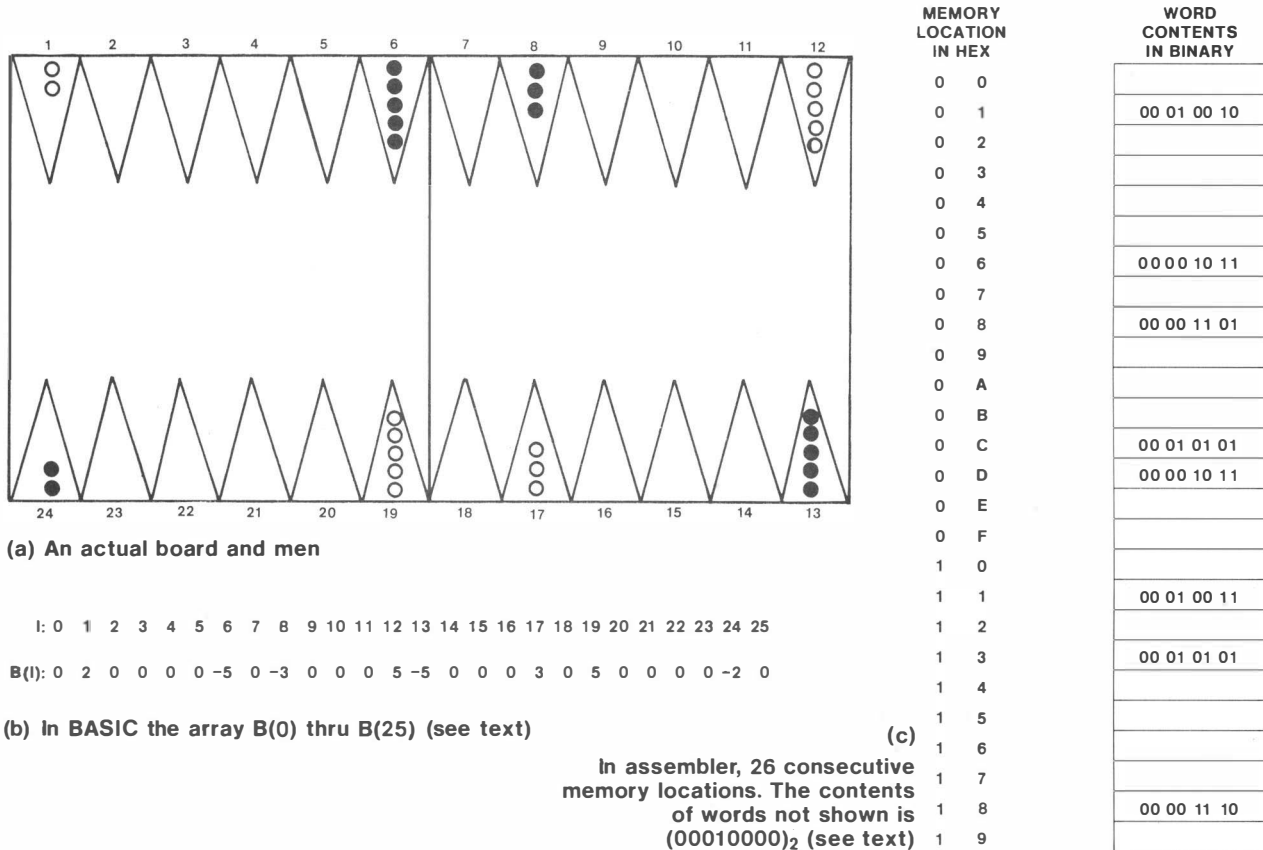 1 2 3 4 5 6 7 8 9 10 11 12
24 23 22 21 20 19 18 17 16 15 14 13
(a) An actual board and men
I: 0 1 2 3 4 5 6 7 8 9 10 11 12 13 14 15 16 17 18 19 20 21 22 23 24 25
B(I): 0 2 0 0 0 0 -5 0 -3 0 0 0 5 -5 0 0 0 3 0 5 0 0 0 0 -2 0
(b) In BASIC the array B(0) thru B(25) (see text)
(c)
In assembler, 26 consecutive
memory locations. The contents
of words not shown is
(00010000)2 (see text)
MEMORY
LOCATION
IN HEX
WORD
CONTENTS
IN BINARY
0 0
0 1 00 01 00 10
0 2
0 3
0 4
0 5
0 6 00 00 10 11
0 7
0 8 00 00 11 01
0 9
0 A
0 B
0 C 00 01 01 01
0 D 00 00 10 11
0 E
0 F
1 0
1 1 00 01 00 11
1 2
1 3 00 01 01 01
1 4
1 5
1 6
1 7
1 8 00 00 11 10
1 9